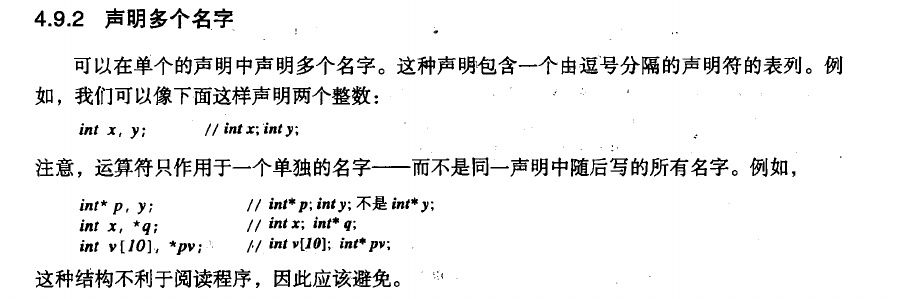 4.9.2 声明多个名字
可以在单个的声明中声明多个名字。这种声明包含一个由逗号分隔的声明符的表列。例
如，我们可以像下面这样声明两个整数：
int x, y; // int x; int y;
注意，运算符只作用于一个单独的名字——而不是同一声明中随后写的所有名字。例如，
int* p, y; // int* p; int y; 不是 int* y;
int x, *q; // int x; int* q;
int v[10], *pv; // int v[10]; int* pv;
这种结构不利于阅读程序，因此应该避免。